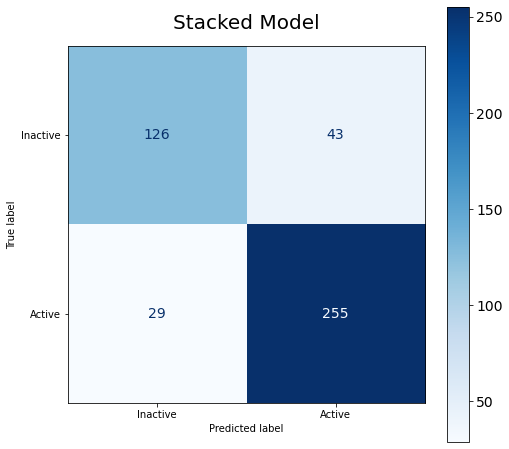 Stacked Model
True label
Inactive
126
43
Active
29
255
Inactive
Active
Predicted label
250
200
150
100
50